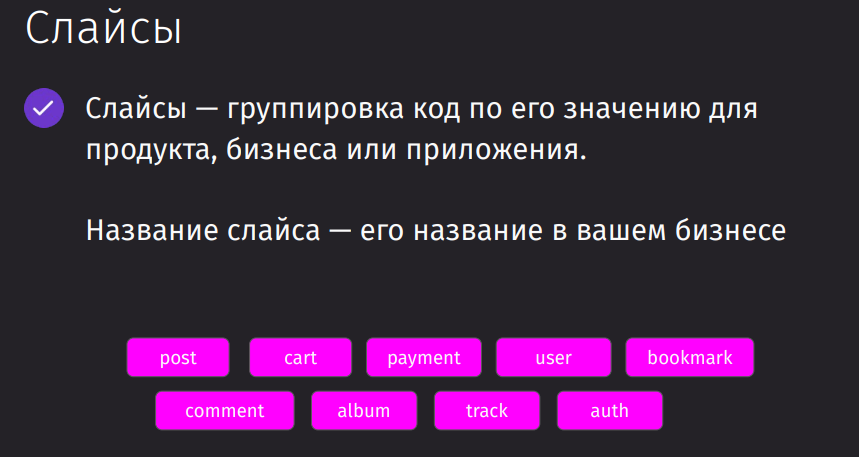 Слайсы
Слайсы — группировка код по его значению для
продукта, бизнеса или приложения.
Название слайса — его название в вашем бизнесе
post cart payment user bookmark
comment album track auth